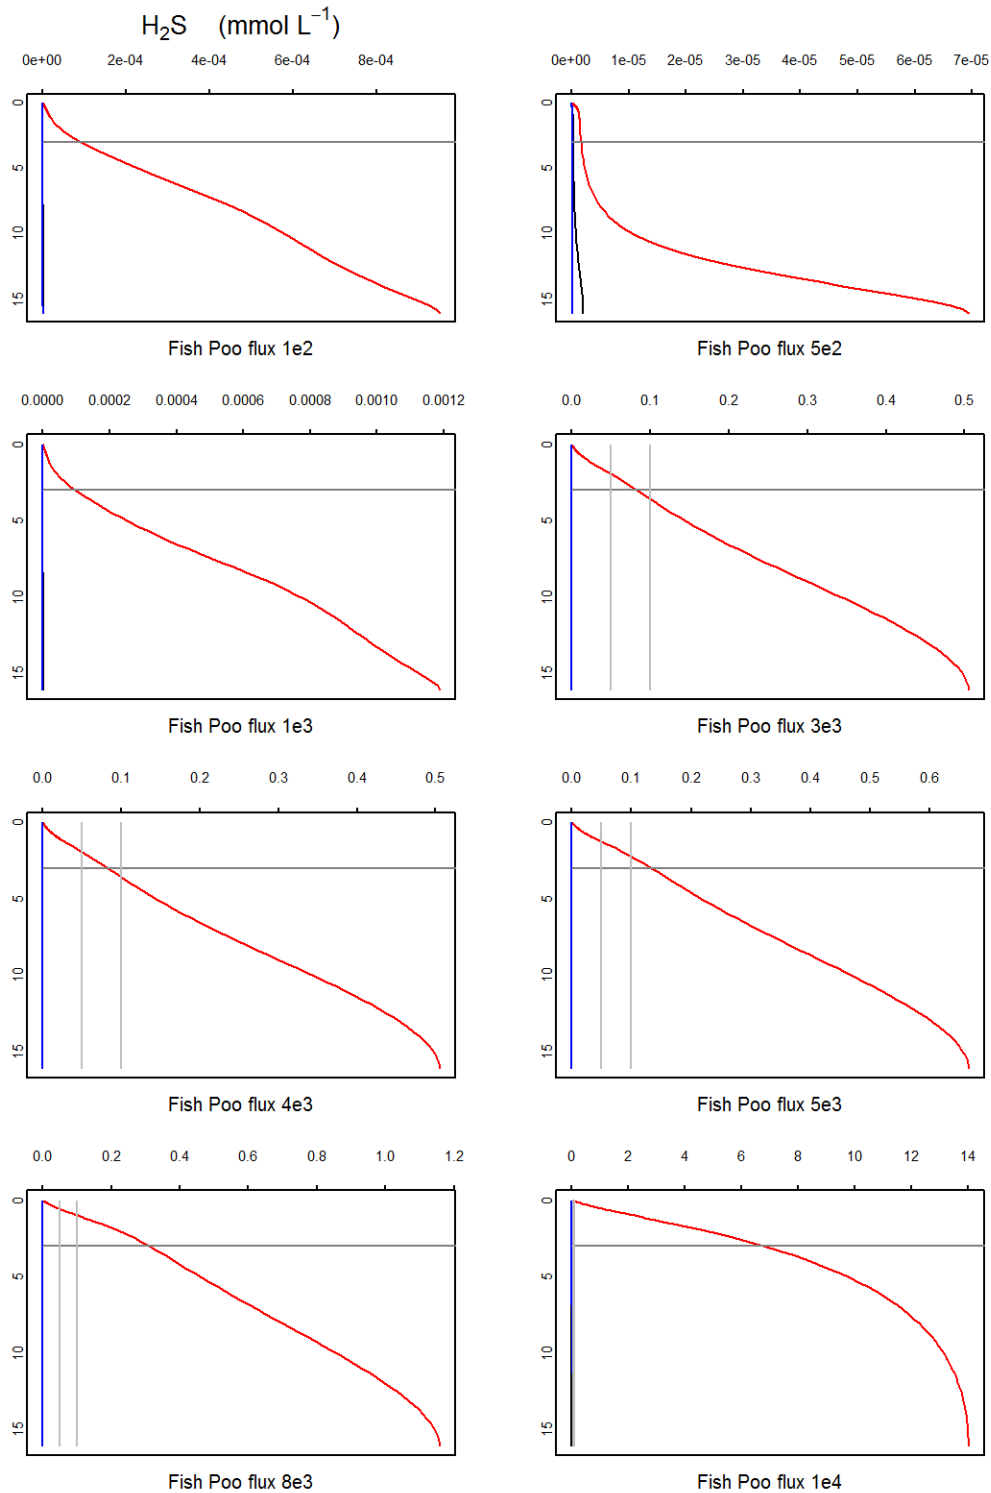 H₂S (mmol L⁻¹)
0e+00 2e-04 4e-04 6e-04 8e-04
0
5
10
15
Fish Poo flux 1e2
0e+00 1e-05 2e-05 3e-05 4e-05 5e-05 6e-05 7e-05
0
5
10
15
Fish Poo flux 5e2
0.0000 0.0002 0.0004 0.0006 0.0008 0.0010 0.0012
0
5
10
15
Fish Poo flux 1e3
0.0 0.1 0.2 0.3 0.4 0.5
0
5
10
15
Fish Poo flux 3e3
0.0 0.1 0.2 0.3 0.4 0.5
0
5
10
15
Fish Poo flux 4e3
0.0 0.1 0.2 0.3 0.4 0.5 0.6
0
5
10
15
Fish Poo flux 5e3
0.0 0.2 0.4 0.6 0.8 1.0 1.2
0
5
10
15
Fish Poo flux 8e3
0 2 4 6 8 10 12 14
0
5
10
15
Fish Poo flux 1e4